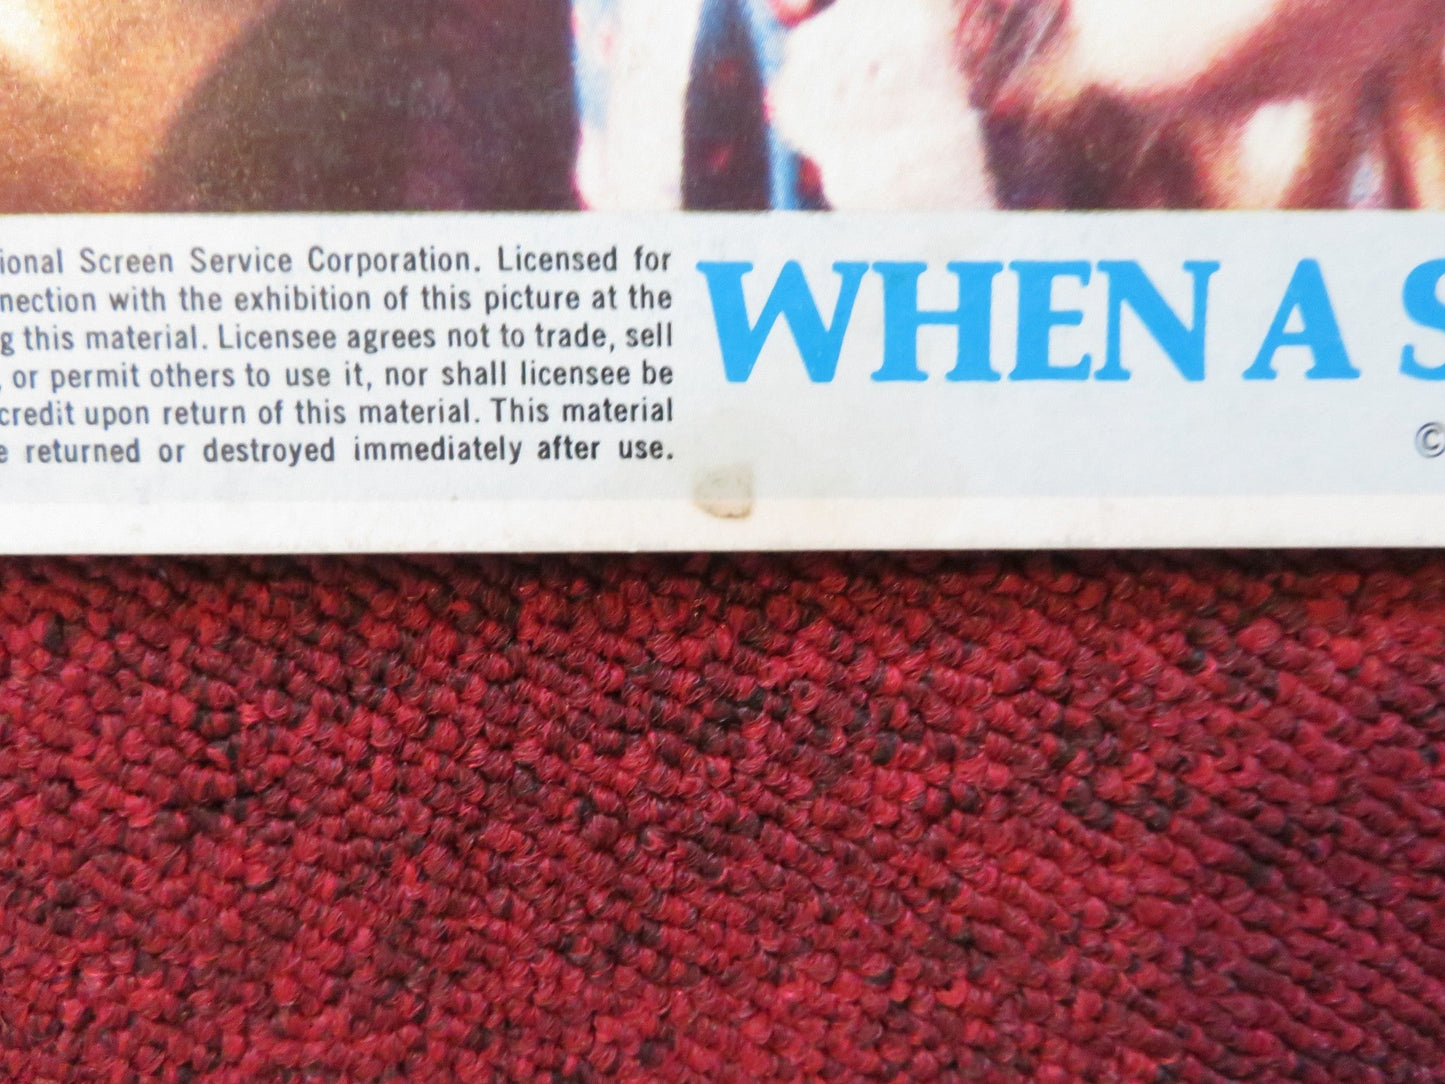 ional Screen Service Corporation. Licensed for
nnection with the exhibition of this picture at the
g this material. Licensee agrees not to trade, sell
, or permit others to use it, nor shall licensee be
credit upon return of this material. This material
e returned or destroyed immediately after use.
WHEN A S
©